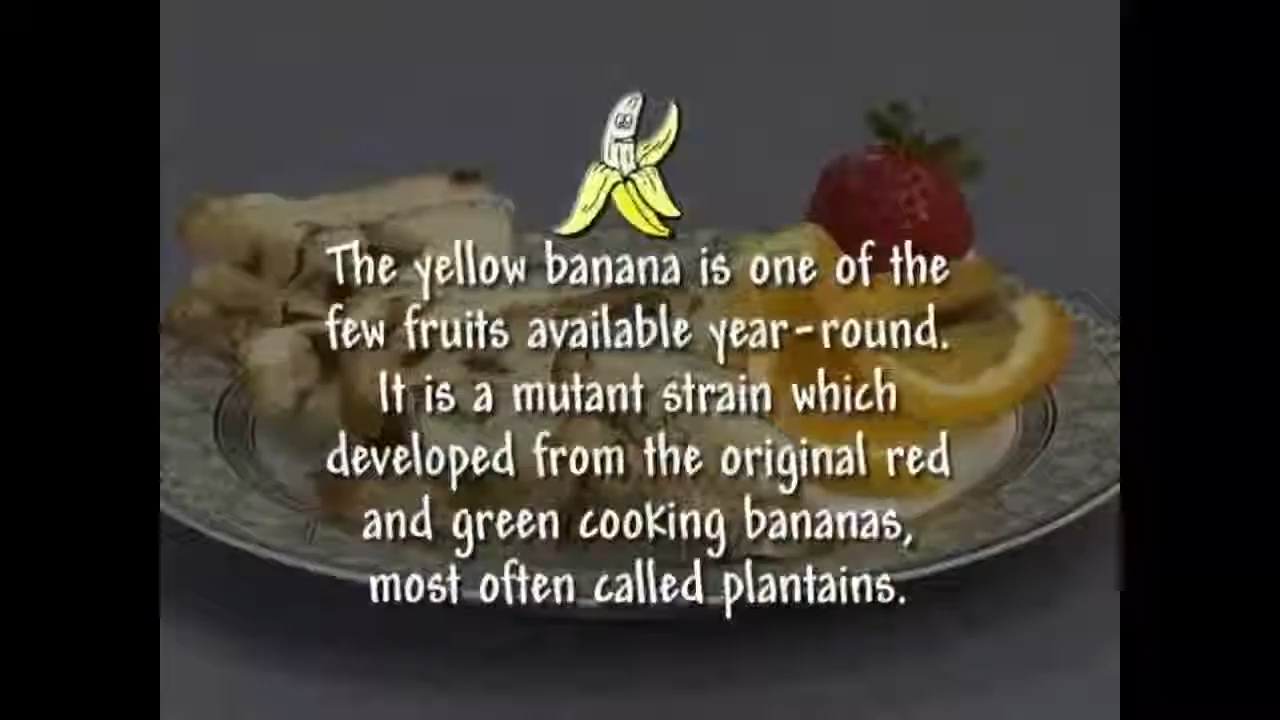 The yellow banana is one of the
few fruits available year-round.
It is a mutant strain which
developed from the original red
and green cooking bananas,
most often called plantains.